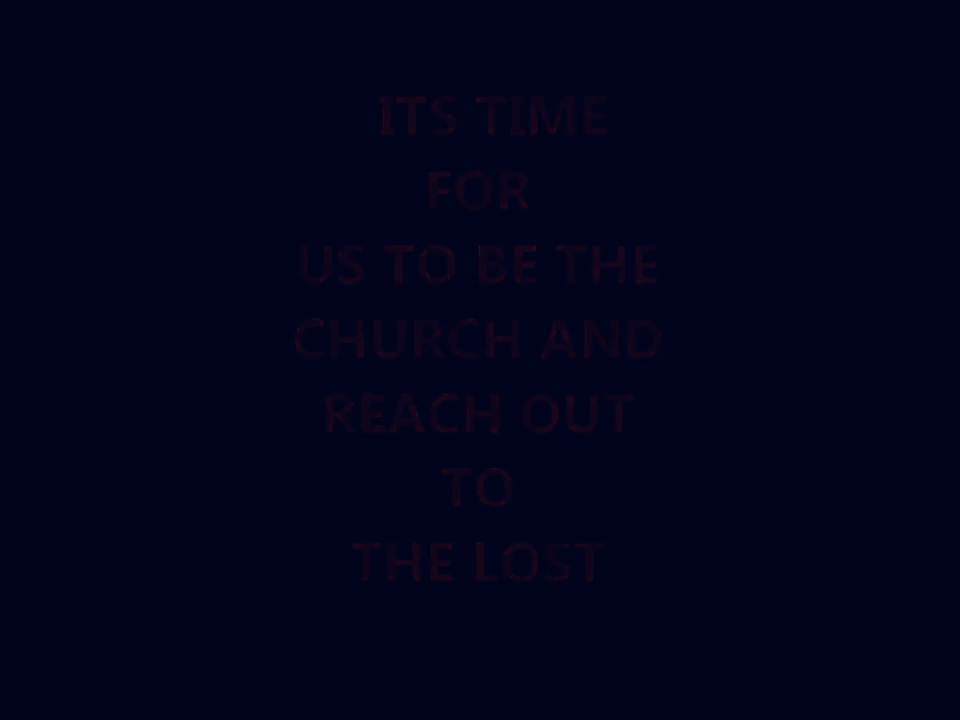 ITS TIME
FOR
US TO BE THE
CHURCH AND
REACH OUT
TO
THE LOST